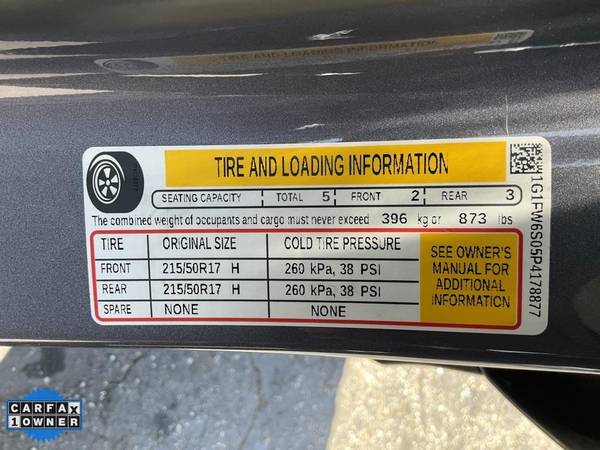 TIRE AND LOADING INFORMATION
SEATING CAPACITY TOTAL 5 FRONT 2 REAR 3
The combined weight of occupants and cargo must never exceed 396 kg or 873 lbs
TIRE ORIGINAL SIZE COLD TIRE PRESSURE
FRONT 215/50R17 H 260 kPa, 38 PSI
REAR 215/50R17 H 260 kPa, 38 PSI
SPARE NONE NONE
SEE OWNER'S
MANUAL FOR
ADDITIONAL
INFORMATION
1G1FW6S05P4178877
CARFAX
1 OWNER